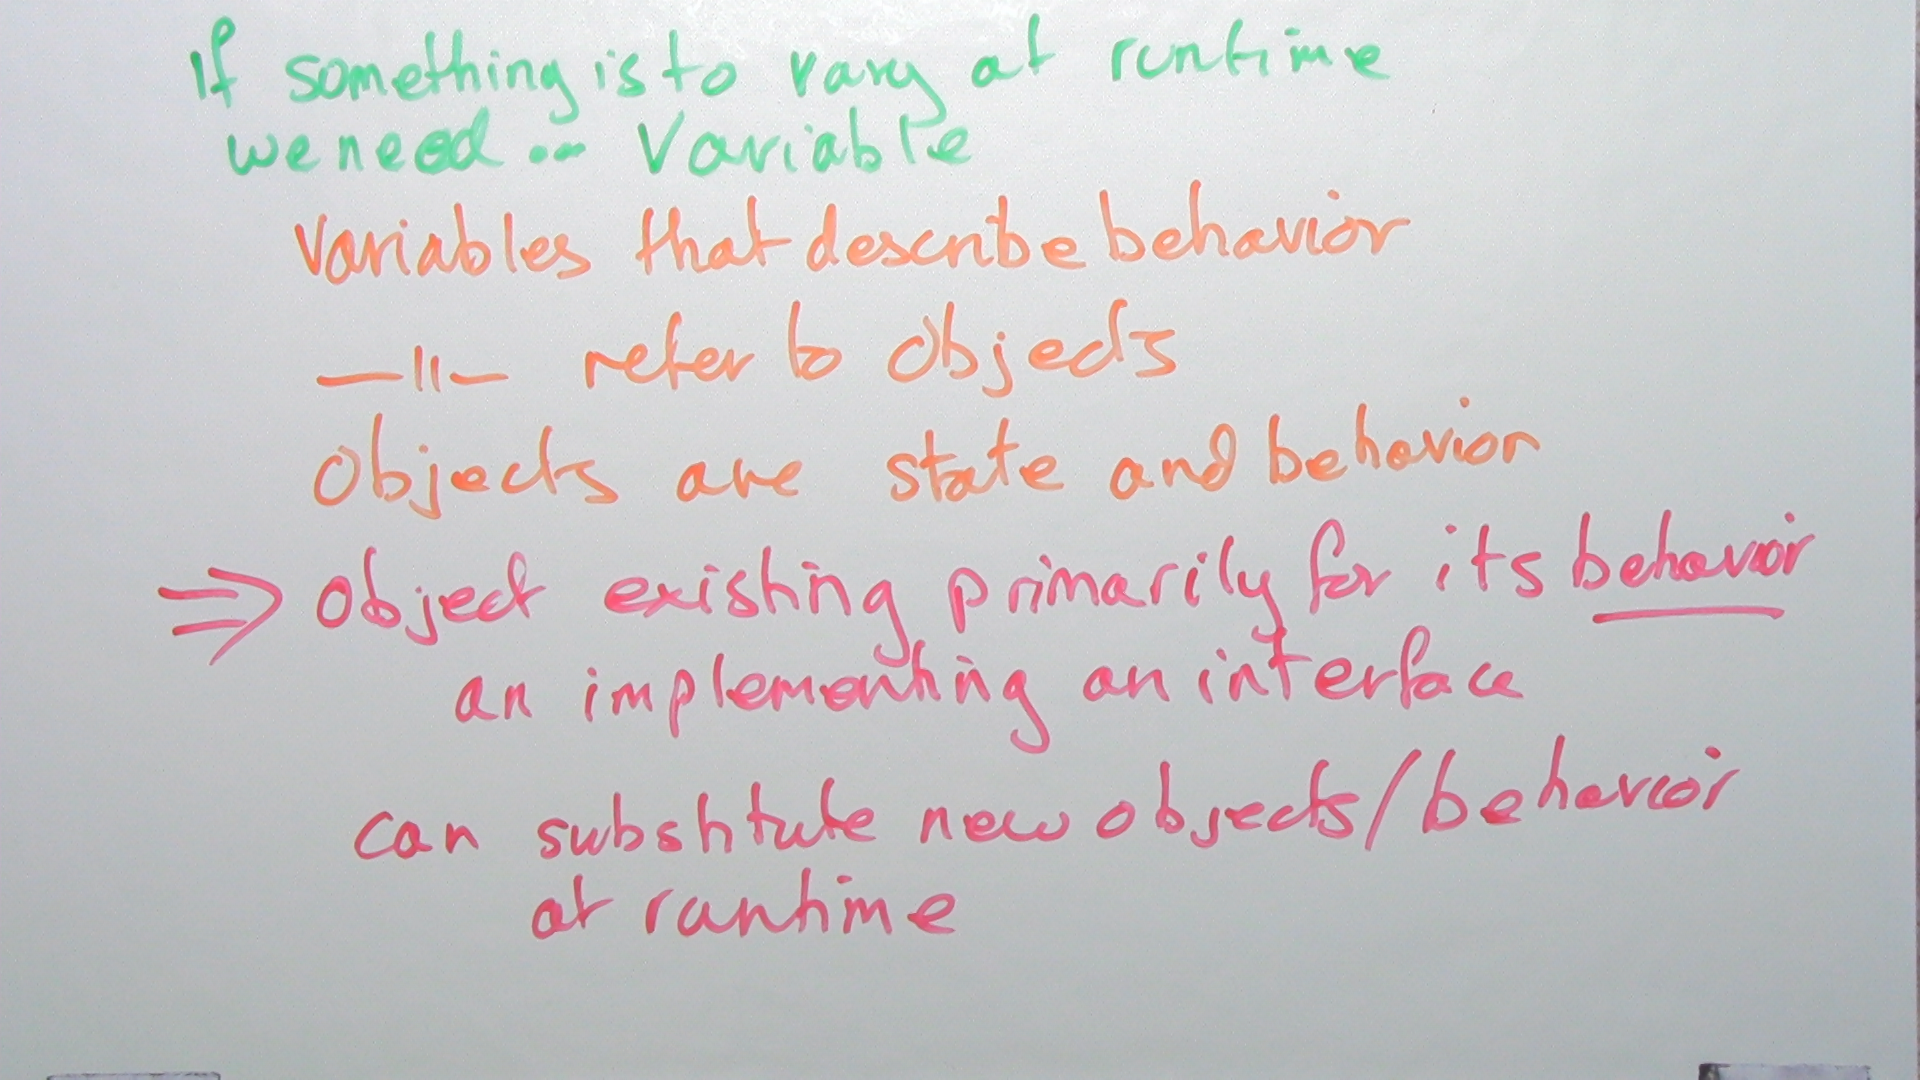 If something is to vary at runtime
we need ... Variable
Variables that describe behavior
—"— refer to objects
Objects are state and behavior
⇒ Object existing primarily for its behavior
an implementing an interface
can substitute new objects/behavior
at runtime